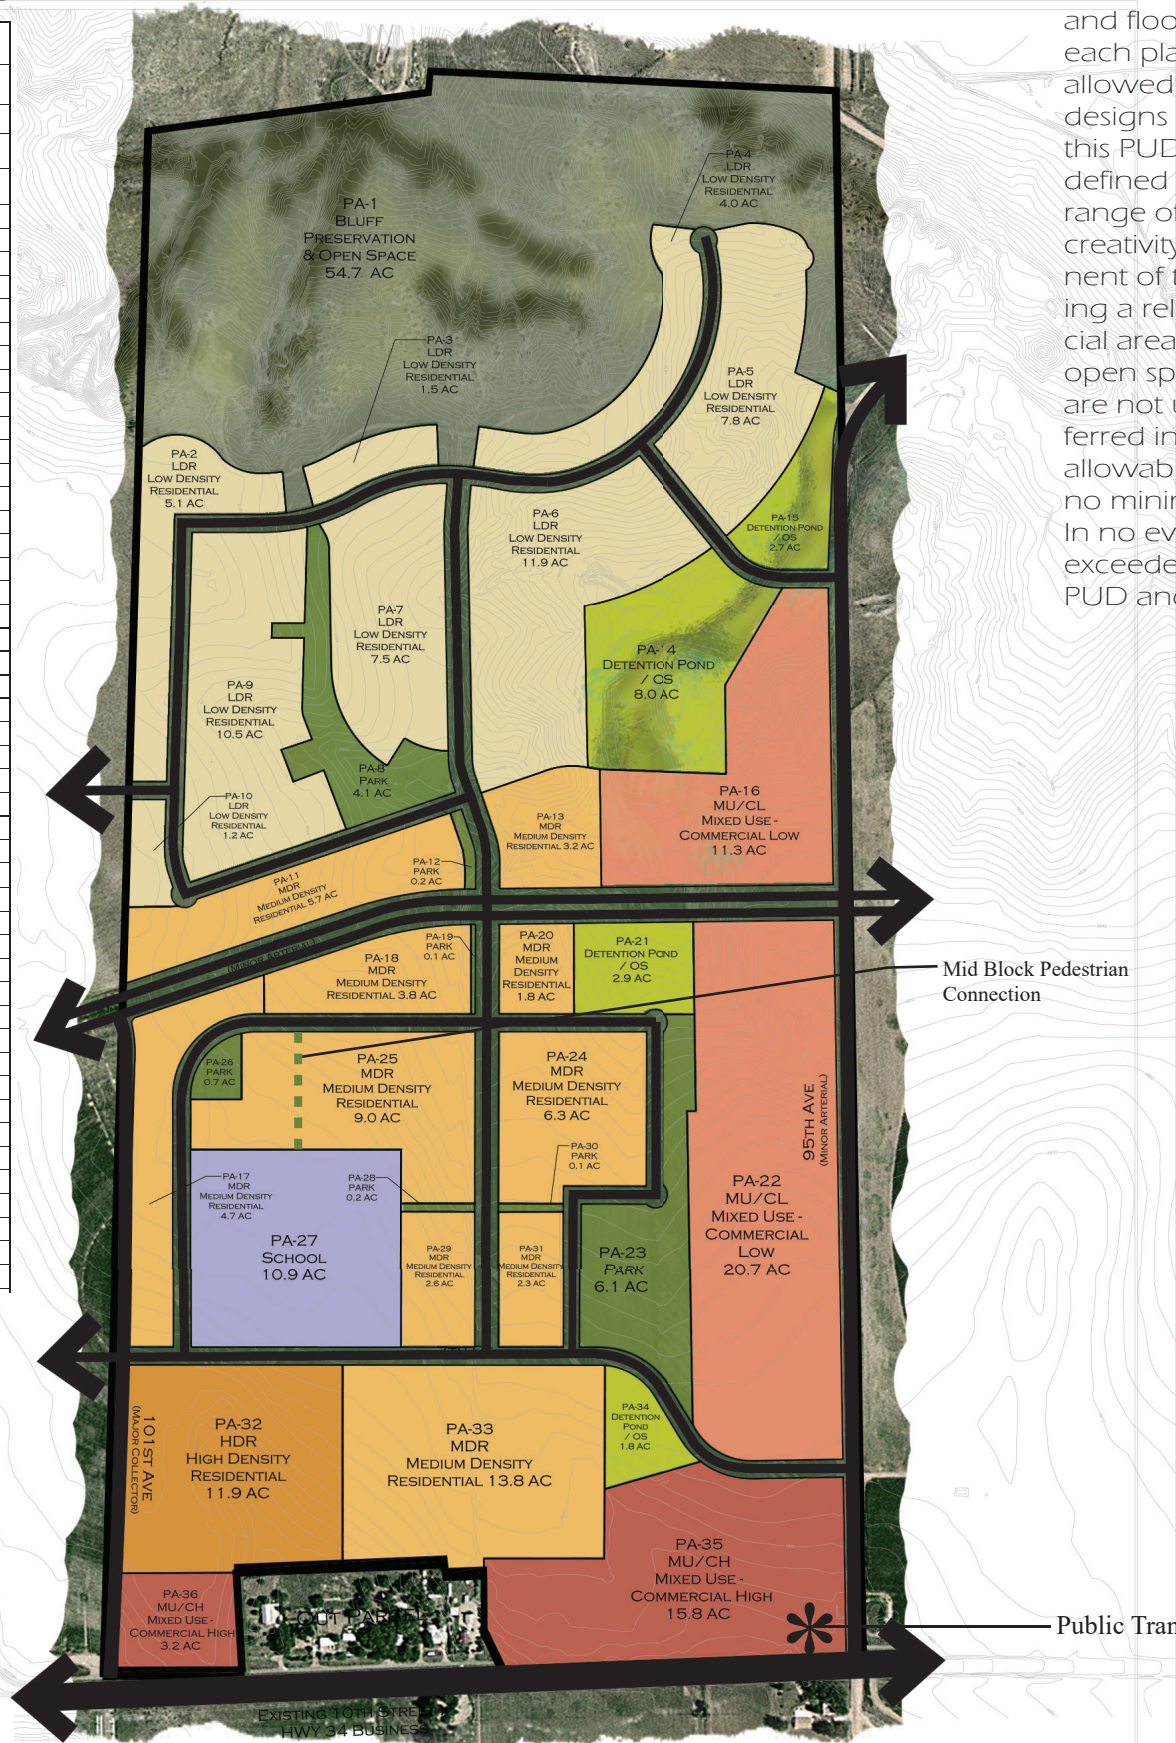 and floo
each pla
allowed
designs
this PUD
defined
range of
creativity
nent of t
ing a rel
cial area
open sp
are not u
ferred in
allowab
no minir
In no ev
exceede
PUD and
PA-1
Bluff
Preservation
& Open Space
54.7 AC
PA-4
LDR
Low Density
Residential
4.0 AC
PA-3
LDR
Low Density
Residential
1.5 AC
PA-5
LDR
Low Density
Residential
7.8 AC
PA-2
LDR
Low Density
Residential
5.1 AC
PA-6
LDR
Low Density
Residential
11.9 AC
PA-15
Detention Pond
/ OS
2.7 AC
PA-7
LDR
Low Density
Residential
7.5 AC
PA-14
Detention Pond
/ OS
8.0 AC
PA-9
LDR
Low Density
Residential
10.5 AC
PA-8
Park
4.1 AC
PA-10
LDR
Low Density
Residential
1.2 AC
PA-13
MDR
Medium Density
Residential 3.2 AC
PA-16
MU/CL
Mixed Use -
Commercial Low
11.3 AC
PA-12
Park
0.2 AC
PA-11
MDR
Medium Density
Residential 5.7 AC
(Minor Arterial)
PA-18
MDR
Medium Density
Residential 3.8 AC
PA-19
Park
0.1 AC
PA-20
MDR
Medium
Density
Residential
1.8 AC
PA-21
Detention Pond
/ OS
2.9 AC
Mid Block Pedestrian
Connection
PA-26
Park
0.7 AC
PA-25
MDR
Medium Density
Residential
9.0 AC
PA-24
MDR
Medium Density
Residential
6.3 AC
95th Ave
(Minor Arterial)
PA-30
Park
0.1 AC
PA-17
MDR
Medium Density
Residential
4.7 AC
PA-28
Park
0.2 AC
PA-22
MU/CL
Mixed Use -
Commercial
Low
20.7 AC
PA-27
School
10.9 AC
PA-29
MDR
Medium Density
Residential
2.6 AC
PA-31
MDR
Medium Density
Residential
2.3 AC
PA-23
Park
6.1 AC
101st Ave
(Major Collector)
PA-32
HDR
High Density
Residential
11.9 AC
PA-33
MDR
Medium Density
Residential 13.8 AC
PA-34
Detention
Pond
/ OS
1.8 AC
PA-35
MU/CH
Mixed Use -
Commercial High
15.8 AC
PA-36
MU/CH
Mixed Use -
Commercial High
3.2 AC
Out Parcel
Public Tran
Existing 10th Street
HWY 34 Business